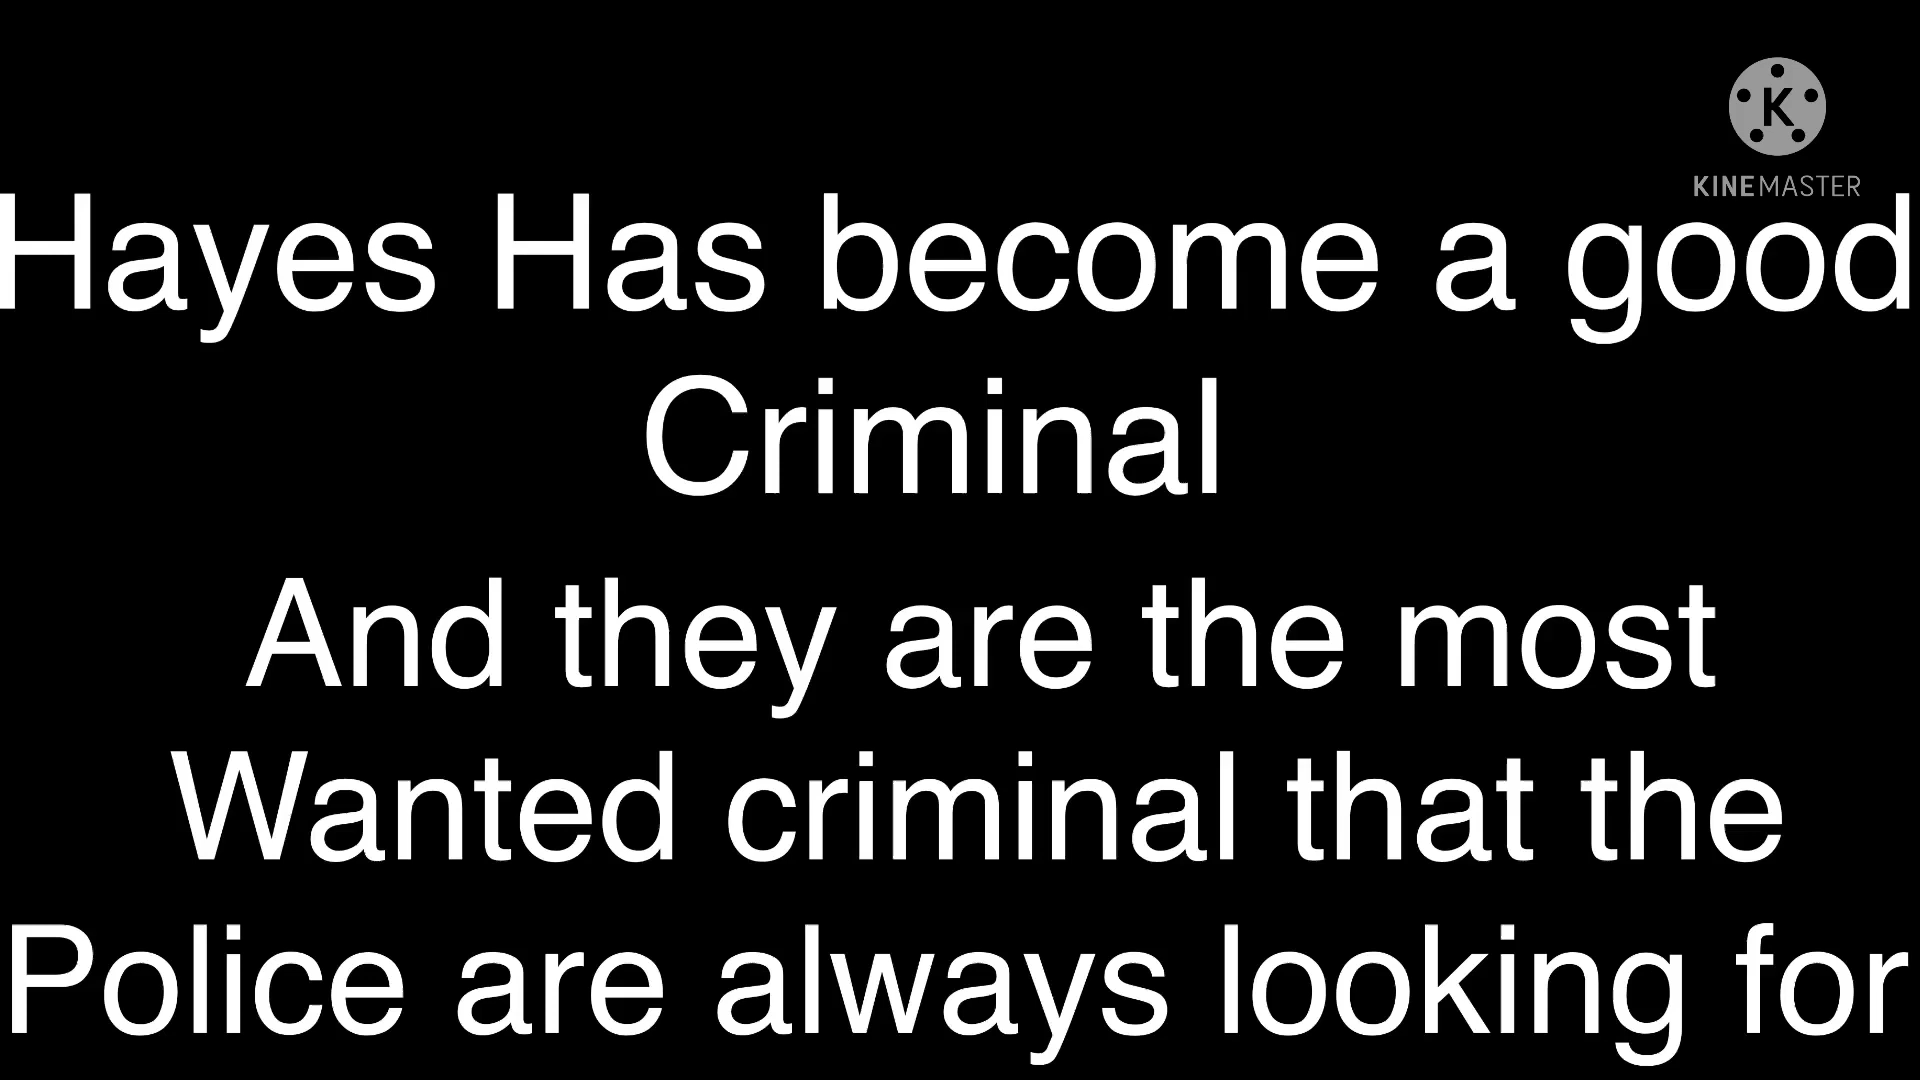 K
KINEMASTER
Hayes Has become a good
Criminal
And they are the most
Wanted criminal that the
Police are always looking for